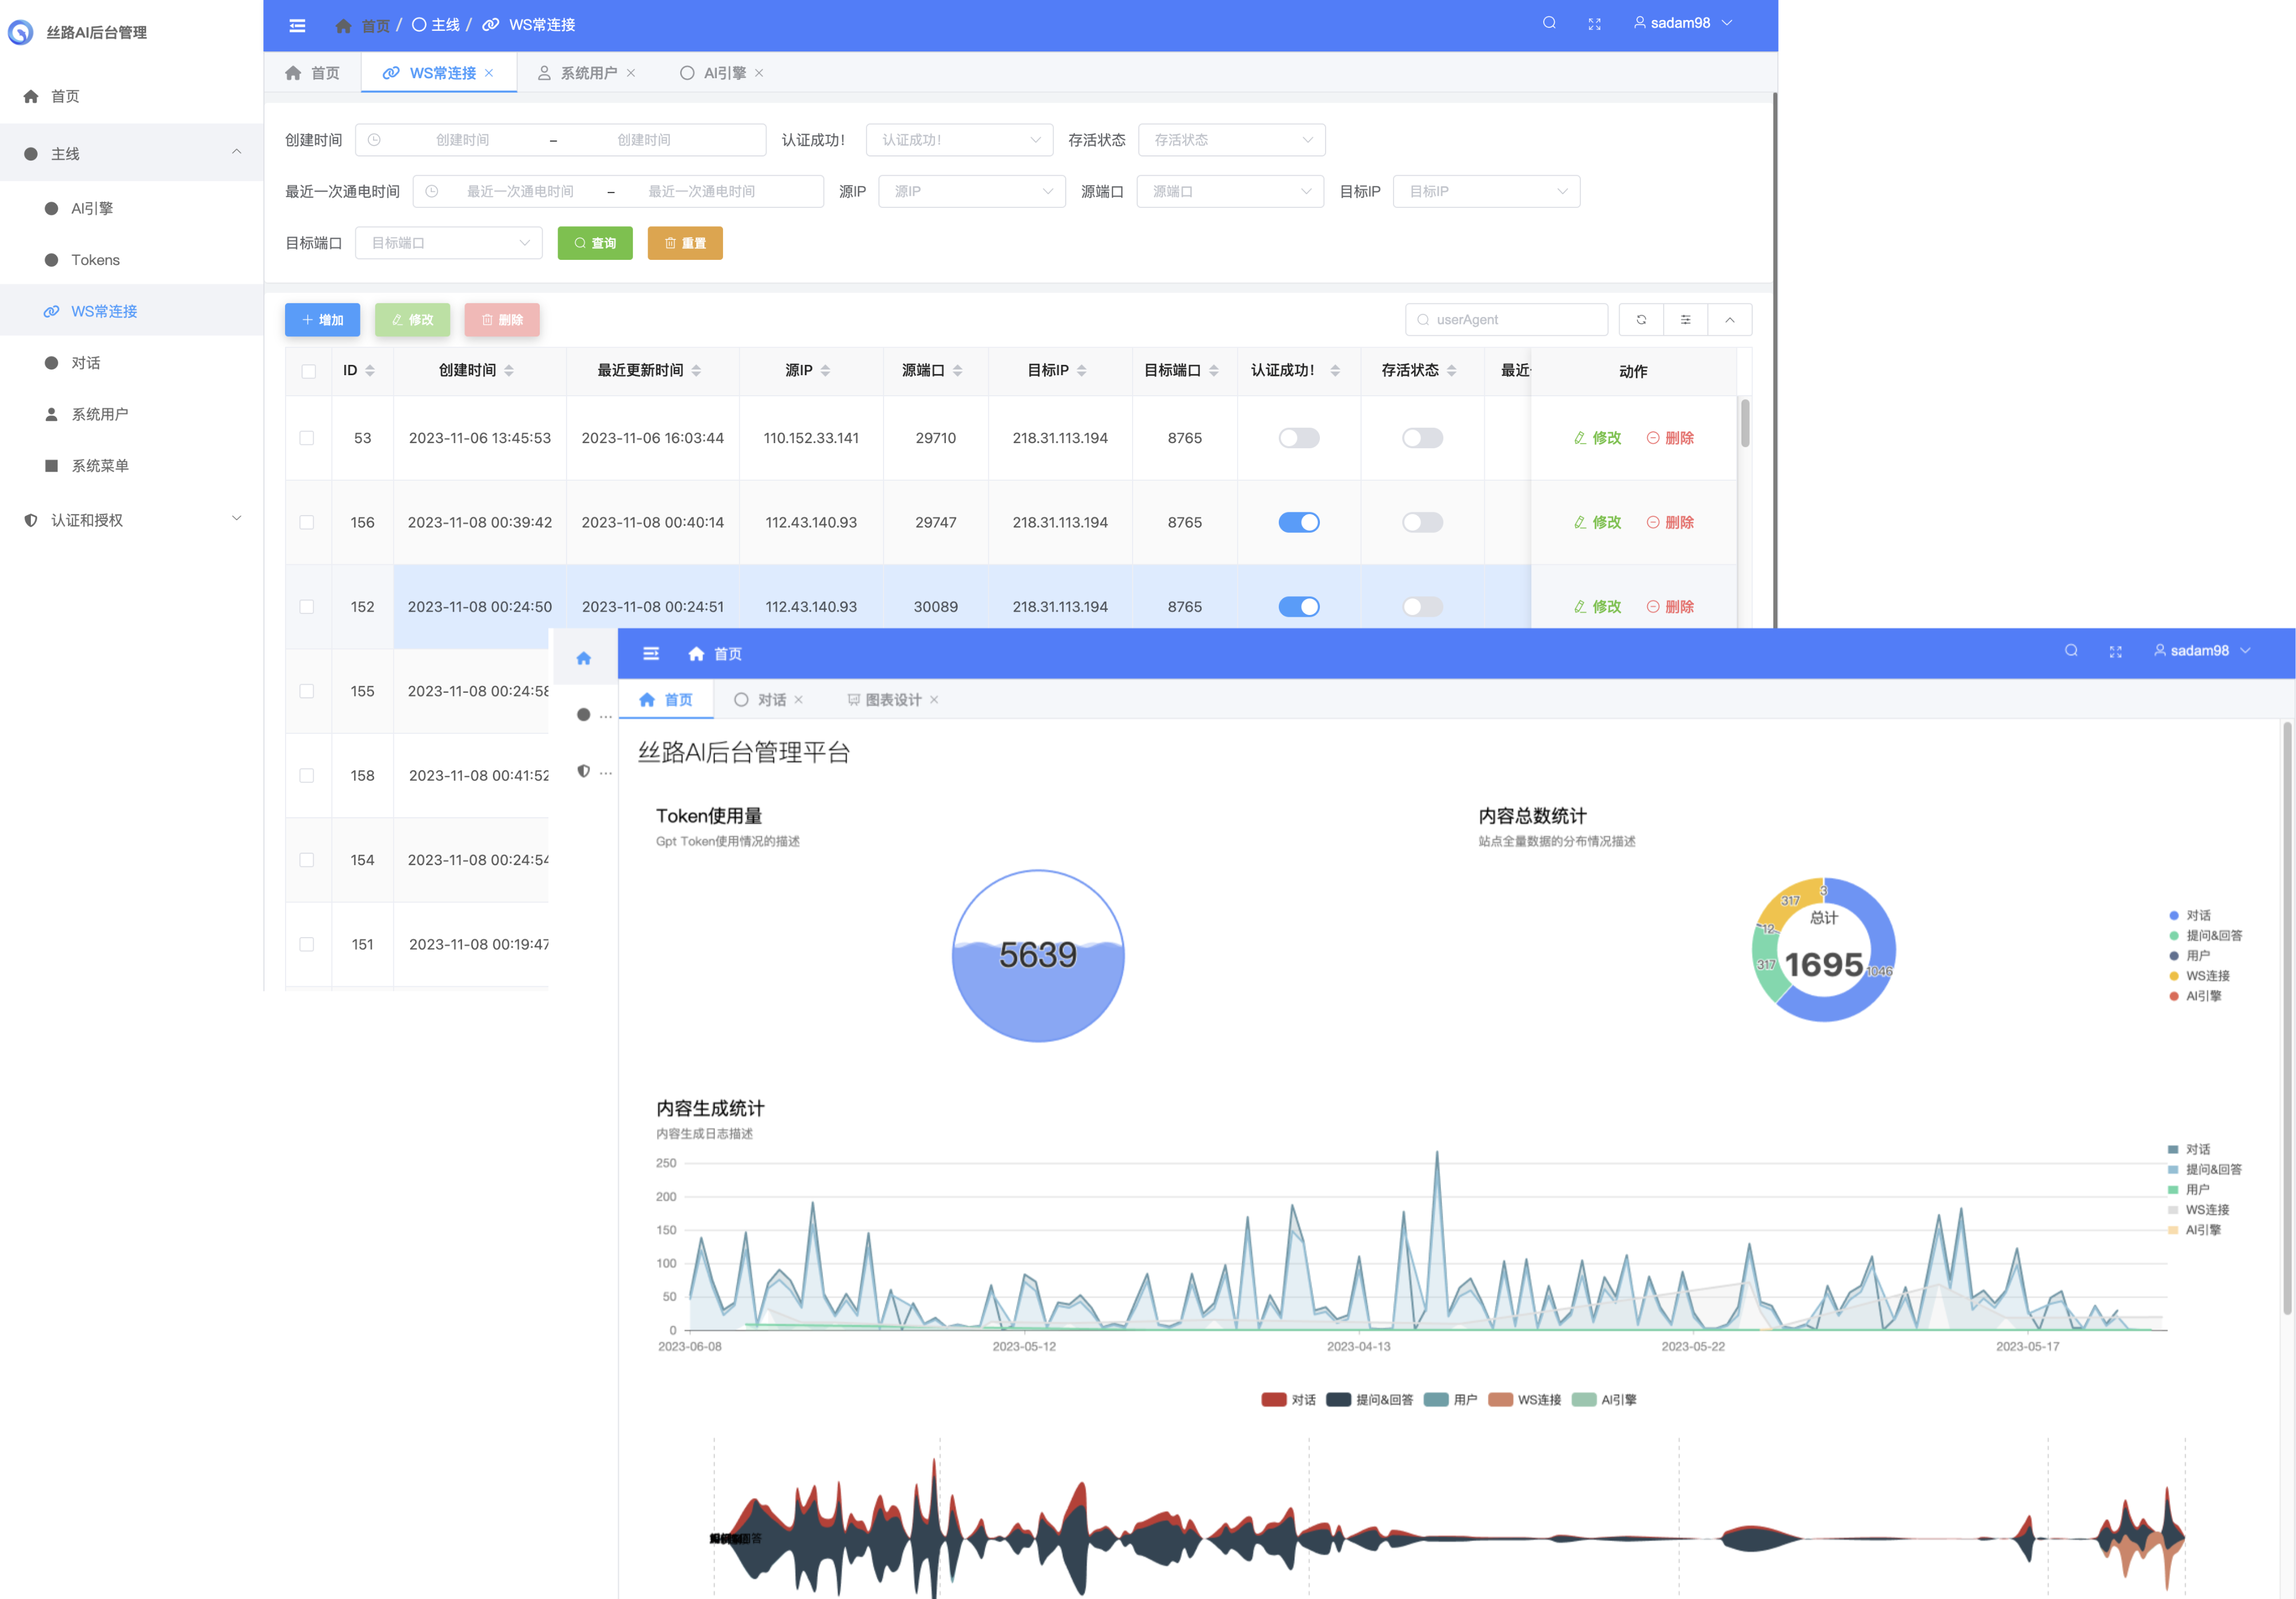 丝路AI后台管理
首页
主线
AI引擎
Tokens
WS常连接
对话
系统用户
系统菜单
认证和授权
首页 / 主线 / WS常连接
sadam98
首页 WS常连接 系统用户 AI引擎
创建时间 创建时间 – 创建时间 认证成功! 认证成功! 存活状态 存活状态
最近一次通电时间 最近一次通电时间 – 最近一次通电时间 源IP 源IP 源端口 源端口 目标IP 目标IP
目标端口 目标端口 查询 重置
增加 修改 删除 userAgent
ID 创建时间 最近更新时间 源IP 源端口 目标IP 目标端口 认证成功! 存活状态 最近 动作
53 2023-11-06 13:45:53 2023-11-06 16:03:44 110.152.33.141 29710 218.31.113.194 8765 修改 删除
156 2023-11-08 00:39:42 2023-11-08 00:40:14 112.43.140.93 29747 218.31.113.194 8765 修改 删除
152 2023-11-08 00:24:50 2023-11-08 00:24:51 112.43.140.93 30089 218.31.113.194 8765 修改 删除
155 2023-11-08 00:24:58
158 2023-11-08 00:41:52
154 2023-11-08 00:24:54
151 2023-11-08 00:19:47
首页
sadam98
首页 对话 图表设计
丝路AI后台管理平台
Token使用量
Gpt Token使用情况的描述
5639
内容总数统计
站点全量数据的分布情况描述
3
317
12
317
1046
总计
1695
对话
提问&回答
用户
WS连接
AI引擎
内容生成统计
内容生成日志描述
250
200
150
100
50
0
2023-06-08 2023-05-12 2023-04-13 2023-05-22 2023-05-17
对话
提问&回答
用户
WS连接
AI引擎
对话 提问&回答 用户 WS连接 AI引擎